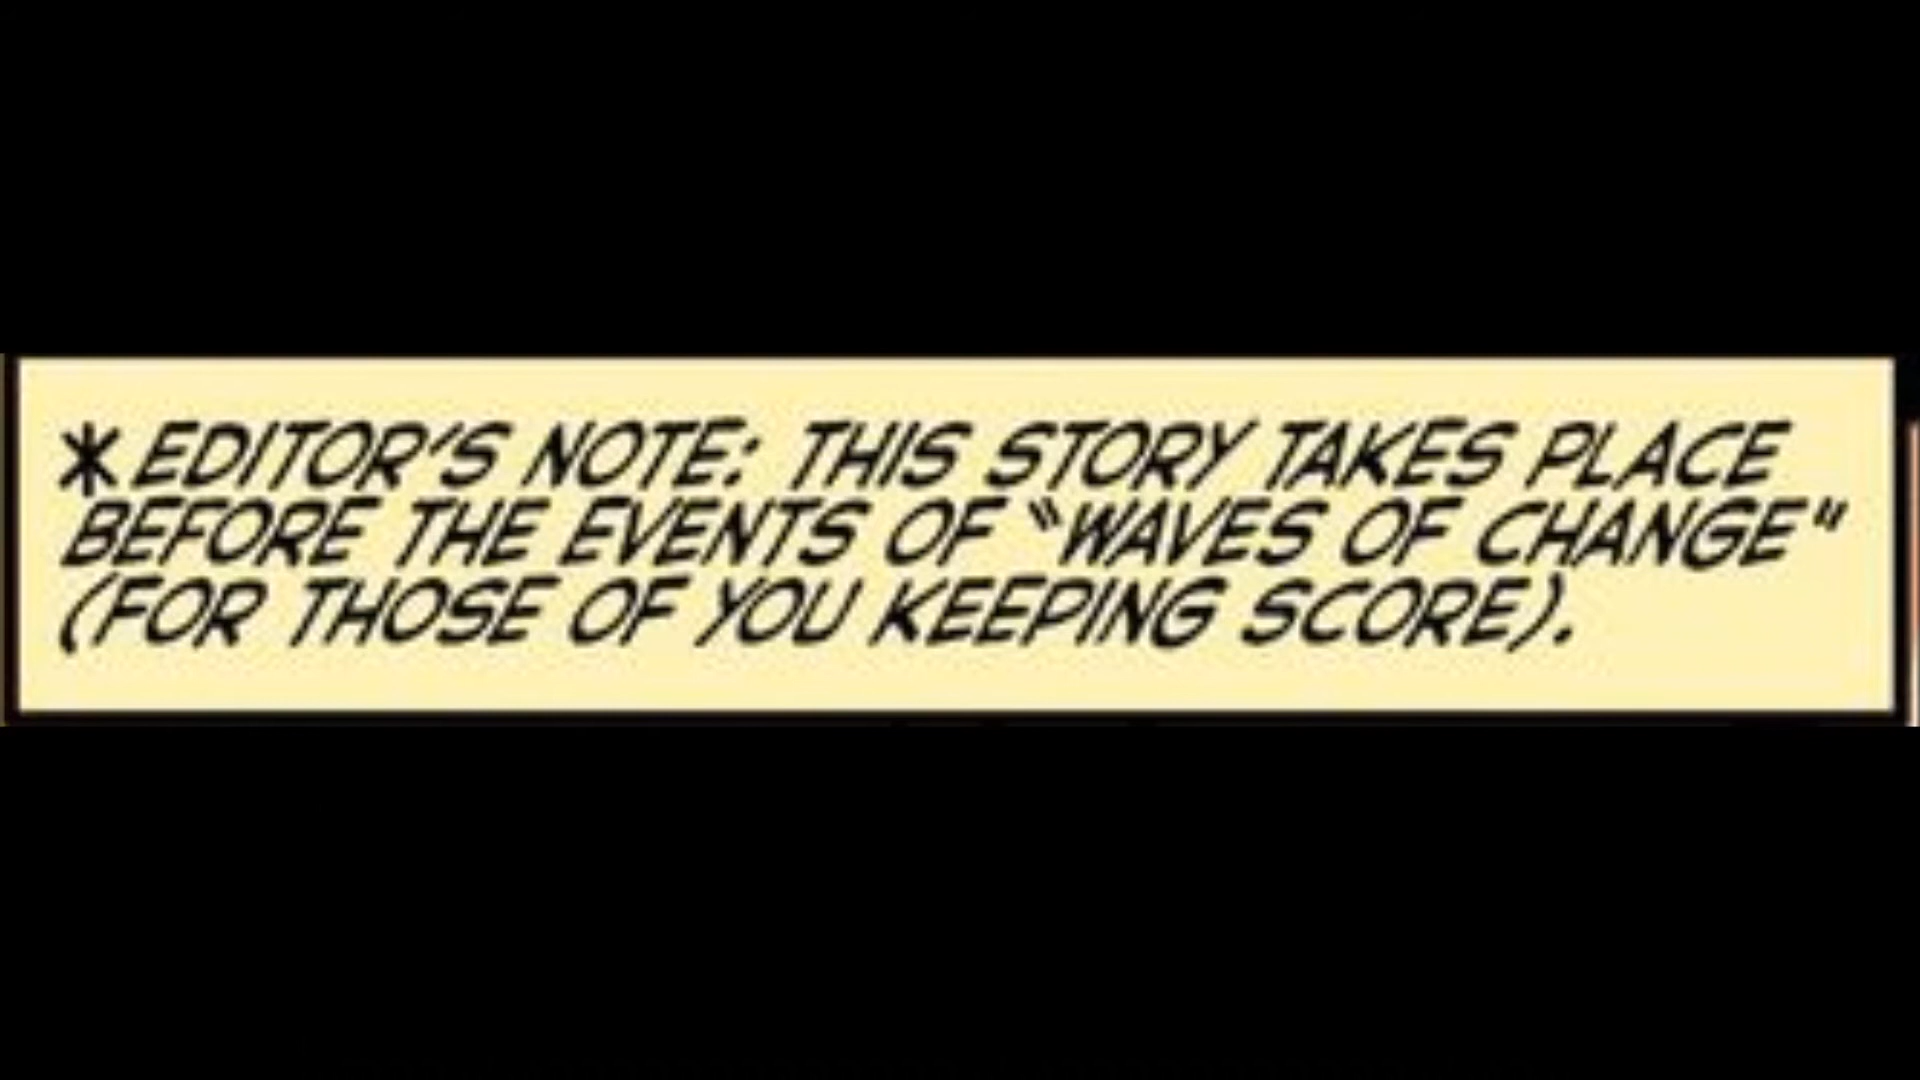 *EDITOR'S NOTE: THIS STORY TAKES PLACE
BEFORE THE EVENTS OF "WAVES OF CHANGE"
(FOR THOSE OF YOU KEEPING SCORE).